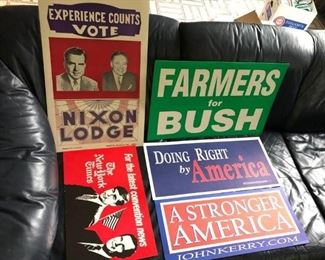 EXPERIENCE COUNTS
VOTE
NIXON
LODGE
FARMERS
for
BUSH
For the latest convention news
The New York
Times
DOING RIGHT
by America
A STRONGER
AMERICA
JOHNKERRY.COM